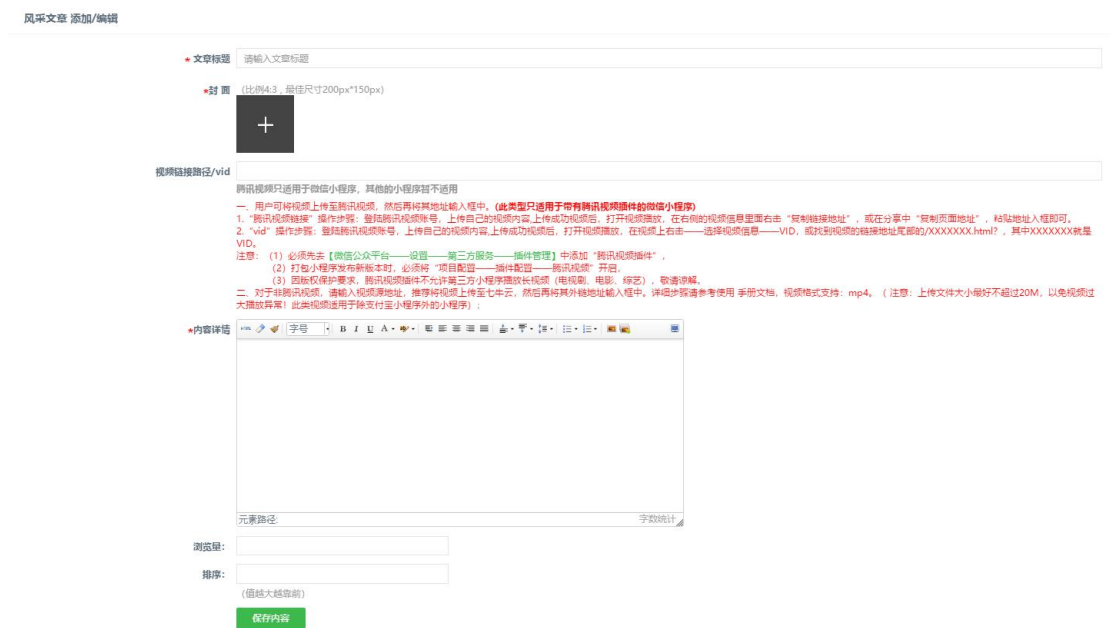 风采文章 添加/编辑
* 文章标题 请输入文章标题
*封 面 (比例4:3，最佳尺寸200px*150px)
视频链接路径/vid
腾讯视频只适用于微信小程序，其他的小程序暂不适用
一、用户可将视频上传至腾讯视频，然后再将其地址输入框中。(此类型只适用于带有腾讯视频插件的微信小程序)
1.“腾讯视频链接”操作步骤：登陆腾讯视频账号，上传自己的视频内容,上传成功视频后，打开视频播放，在右侧的视频信息里面右击“复制链接地址”，或在分享中“复制页面地址”，粘贴地址入框即可。
2.“vid”操作步骤：登陆腾讯视频账号，上传自己的视频内容,上传成功视频后，打开视频播放，在视频上右击——选择视频信息——VID，或找到视频的链接地址尾部的/XXXXXXX.html?，其中XXXXXXX就是
VID。
注意：（1）必须先去【微信公众平台——设置——第三方服务——插件管理】中添加“腾讯视频插件”，
（2）打包小程序发布新版本时，必须将“项目配置——插件配置——腾讯视频”开启，
（3）因版权保护要求，腾讯视频插件不允许第三方小程序播放长视频（电视剧、电影、综艺），敬请谅解。
二、对于非腾讯视频，请输入视频源地址，推荐将视频上传至七牛云，然后再将其外链地址输入框中。详细步骤请参考使用 手册文档，视频格式支持：mp4。（ 注意：上传文件大小最好不超过20M，以免视频过
大播放异常！此类视频适用于除支付宝小程序外的小程序）;
*内容详情 HTML 字号 B I U A
元素路径: 字数统计
浏览量:
排序:
(值越大越靠前)
保存内容